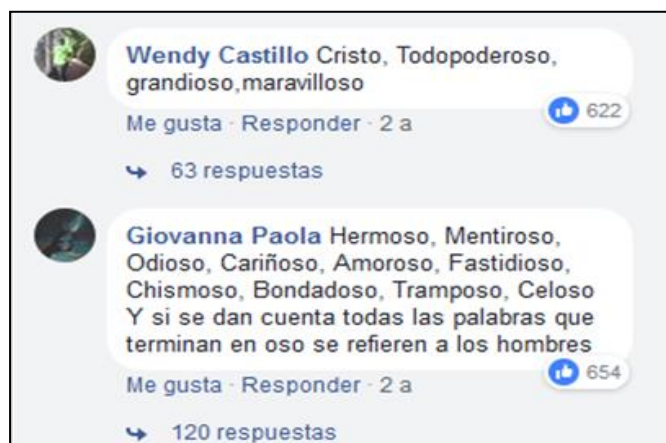 Wendy Castillo Cristo, Todopoderoso,
grandioso,maravilloso
622
Me gusta · Responder · 2 a
63 respuestas
Giovanna Paola Hermoso, Mentiroso,
Odioso, Cariñoso, Amoroso, Fastidioso,
Chismoso, Bondadoso, Tramposo, Celoso
Y si se dan cuenta todas las palabras que
terminan en oso se refieren a los hombres
654
Me gusta · Responder · 2 a
120 respuestas